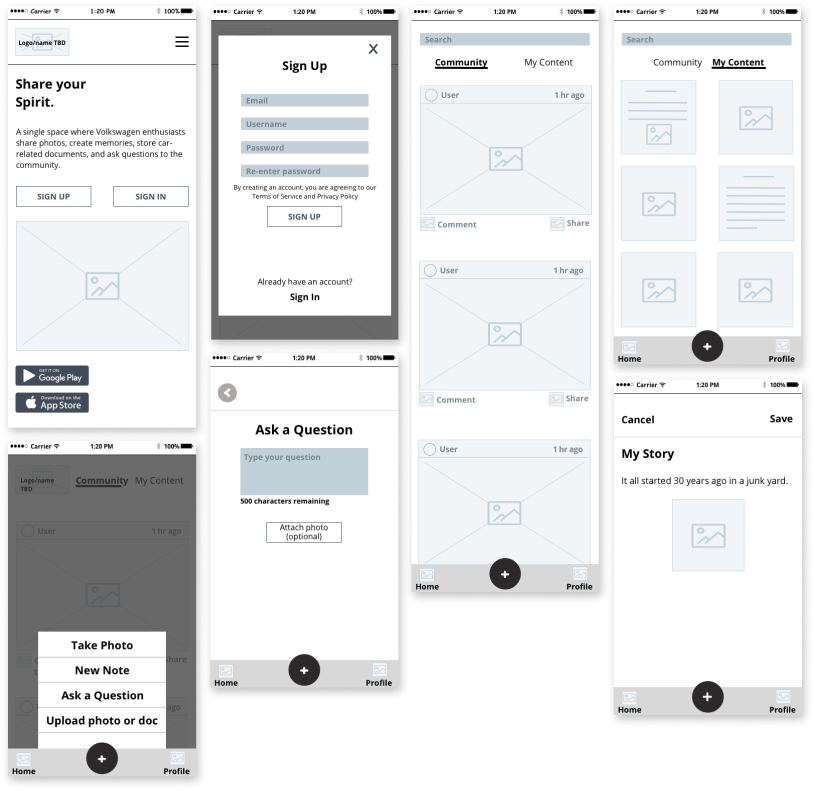 Carrier 1:20 PM 100%
Logo/name TBD
Share your
Spirit.
A single space where Volkswagen enthusiasts
share photos, create memories, store car-
related documents, and ask questions to the
community.
SIGN UP SIGN IN
GET IT ON
Google Play
Download on the
App Store
Carrier 1:20 PM 100%
Logo/name
TBD
Community My Content
User 1 hr ago
Share
ago
Take Photo
New Note
Ask a Question
Upload photo or doc
+
Home Profile
Carrier 1:20 PM 100%
X
Sign Up
Email
Username
Password
Re-enter password
By creating an account, you are agreeing to our
Terms of Service and Privacy Policy
SIGN UP
Already have an account?
Sign In
Carrier 1:20 PM 100%
Ask a Question
Type your question
500 characters remaining
Attach photo
(optional)
+
Home Profile
Carrier 1:20 PM 100%
Search
Community My Content
User 1 hr ago
Comment Share
User 1 hr ago
Comment Share
User 1 hr ago
+
Home Profile
Carrier 1:20 PM 100%
Search
Community My Content
+
Home Profile
Carrier 1:20 PM 100%
Cancel Save
My Story
It all started 30 years ago in a junk yard.
+
Home Profile